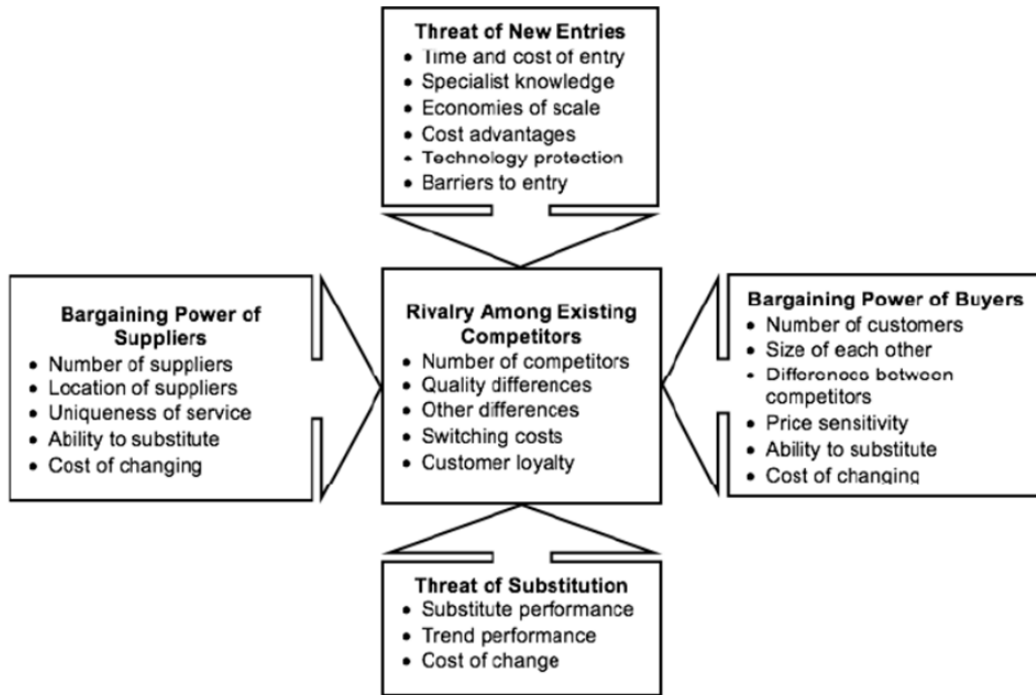 Threat of New Entries
• Time and cost of entry
• Specialist knowledge
• Economies of scale
• Cost advantages
• Technology protection
• Barriers to entry
Bargaining Power of
Suppliers
• Number of suppliers
• Location of suppliers
• Uniqueness of service
• Ability to substitute
• Cost of changing
Rivalry Among Existing
Competitors
• Number of competitors
• Quality differences
• Other differences
• Switching costs
• Customer loyalty
Bargaining Power of Buyers
• Number of customers
• Size of each other
• Differences between
competitors
• Price sensitivity
• Ability to substitute
• Cost of changing
Threat of Substitution
• Substitute performance
• Trend performance
• Cost of change